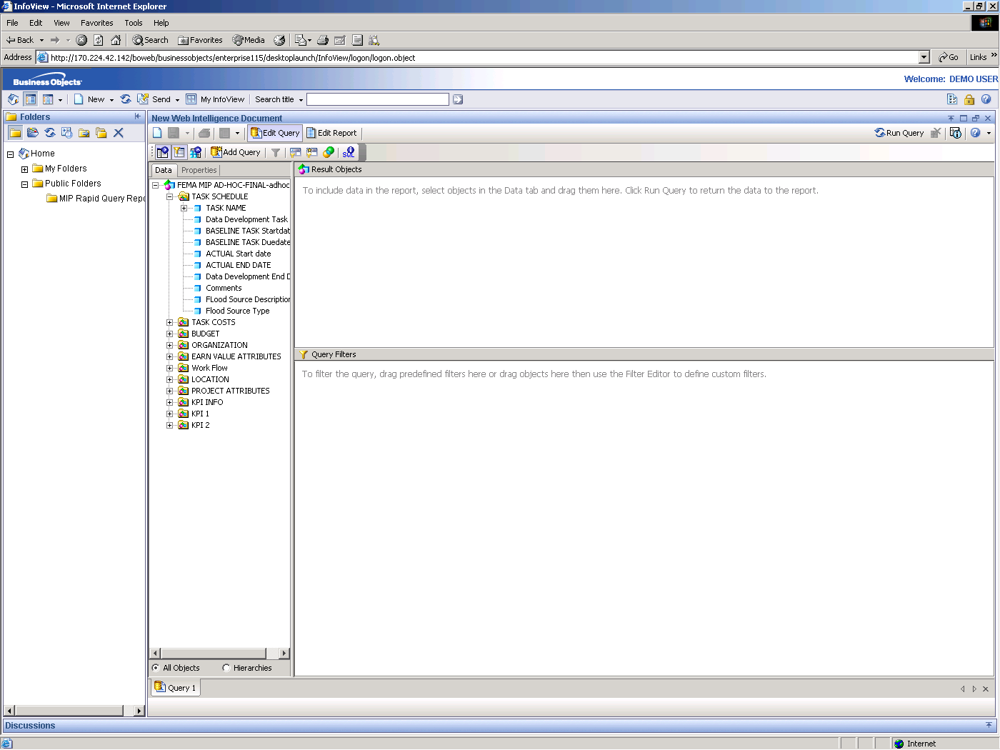 InfoView - Microsoft Internet Explorer
File Edit View Favorites Tools Help
Back Search Favorites Media
Address http://170.224.42.142/boweb/businessobjects/enterprise115/desktoplaunch/InfoView/logon/logon.object Go Links »
Business Objects Welcome: DEMO USER
New Send My InfoView Search title
Folders
Home
My Folders
Public Folders
MIP Rapid Query Repo
New Web Intelligence Document
Edit Query Edit Report Run Query
Add Query SQL
Data Properties
FEMA MIP AD-HOC-FINAL-adhoc
TASK SCHEDULE
TASK NAME
Data Development Task
BASELINE TASK Startdat
BASELINE TASK Duedate
ACTUAL Start date
ACTUAL END DATE
Data Development End D
Comments
FLood Source Description
Flood Source Type
TASK COSTS
BUDGET
ORGANIZATION
EARN VALUE ATTRIBUTES
Work Flow
LOCATION
PROJECT ATTRIBUTES
KPI INFO
KPI 1
KPI 2
All Objects Hierarchies
Result Objects
To include data in the report, select objects in the Data tab and drag them here. Click Run Query to return the data to the report.
Query Filters
To filter the query, drag predefined filters here or drag objects here then use the Filter Editor to define custom filters.
Query 1
Discussions
Internet